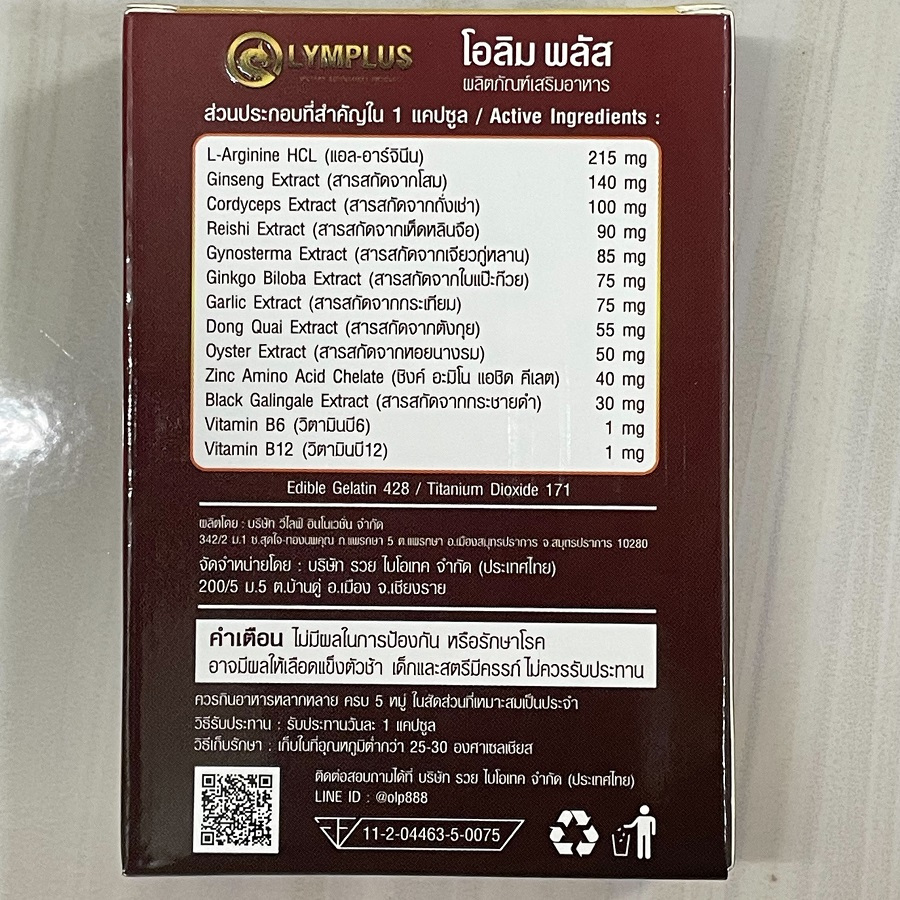 OLYMPLUS โอลิม พลัส
ผลิตภัณฑ์เสริมอาหาร
ส่วนประกอบที่สำคัญใน 1 แคปซูล / Active Ingredients :
L-Arginine HCL (แอล-อาร์จินีน) 215 mg
Ginseng Extract (สารสกัดจากโสม) 140 mg
Cordyceps Extract (สารสกัดจากถั่งเช่า) 100 mg
Reishi Extract (สารสกัดจากเห็ดหลินจือ) 90 mg
Gynosterma Extract (สารสกัดจากเจียวกู่หลาน) 85 mg
Ginkgo Biloba Extract (สารสกัดจากใบแป๊ะก๊วย) 75 mg
Garlic Extract (สารสกัดจากกระเทียม) 75 mg
Dong Quai Extract (สารสกัดจากตังกุย) 55 mg
Oyster Extract (สารสกัดจากหอยนางรม) 50 mg
Zinc Amino Acid Chelate (ซิงค์ อะมิโน แอซิด คีเลต) 40 mg
Black Galingale Extract (สารสกัดจากกระชายดำ) 30 mg
Vitamin B6 (วิตามินบี6) 1 mg
Vitamin B12 (วิตามินบี12) 1 mg
Edible Gelatin 428 / Titanium Dioxide 171
ผลิตโดย : บริษัท วีไลฟ์ อินโนเวชั่น จำกัด
342/2 ม.1 ซ.สุดใจ-ทองนพคุณ ถ.แพรกษา 5 ต.แพรกษา อ.เมืองสมุทรปราการ จ.สมุทรปราการ 10280
จัดจำหน่ายโดย : บริษัท รวย ไบโอเทค จำกัด (ประเทศไทย)
200/5 ม.5 ต.บ้านดู่ อ.เมือง จ.เชียงราย
คำเตือน ไม่มีผลในการป้องกัน หรือรักษาโรค
อาจมีผลให้เลือดแข็งตัวช้า เด็กและสตรีมีครรภ์ ไม่ควรรับประทาน
ควรกินอาหารหลากหลาย ครบ 5 หมู่ ในสัดส่วนที่เหมาะสมเป็นประจำ
วิธีรับประทาน : รับประทานวันละ 1 แคปซูล
วิธีเก็บรักษา : เก็บในที่อุณหภูมิต่ำกว่า 25-30 องศาเซลเซียส
ติดต่อสอบถามได้ที่ บริษัท รวย ไบโอเทค จำกัด (ประเทศไทย)
LINE ID : @olp888
อย 11-2-04463-5-0075